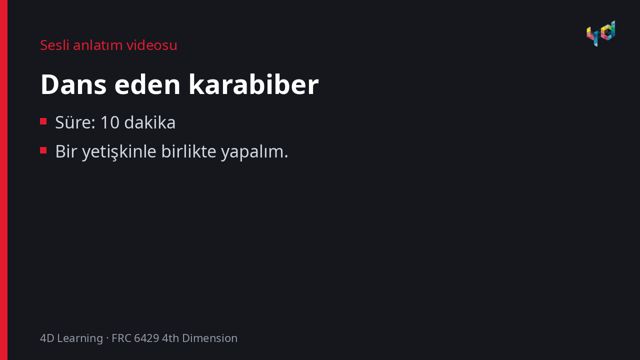 Sesli anlatım videosu
4d
Dans eden karabiber
Süre: 10 dakika
Bir yetişkinle birlikte yapalım.
4D Learning · FRC 6429 4th Dimension